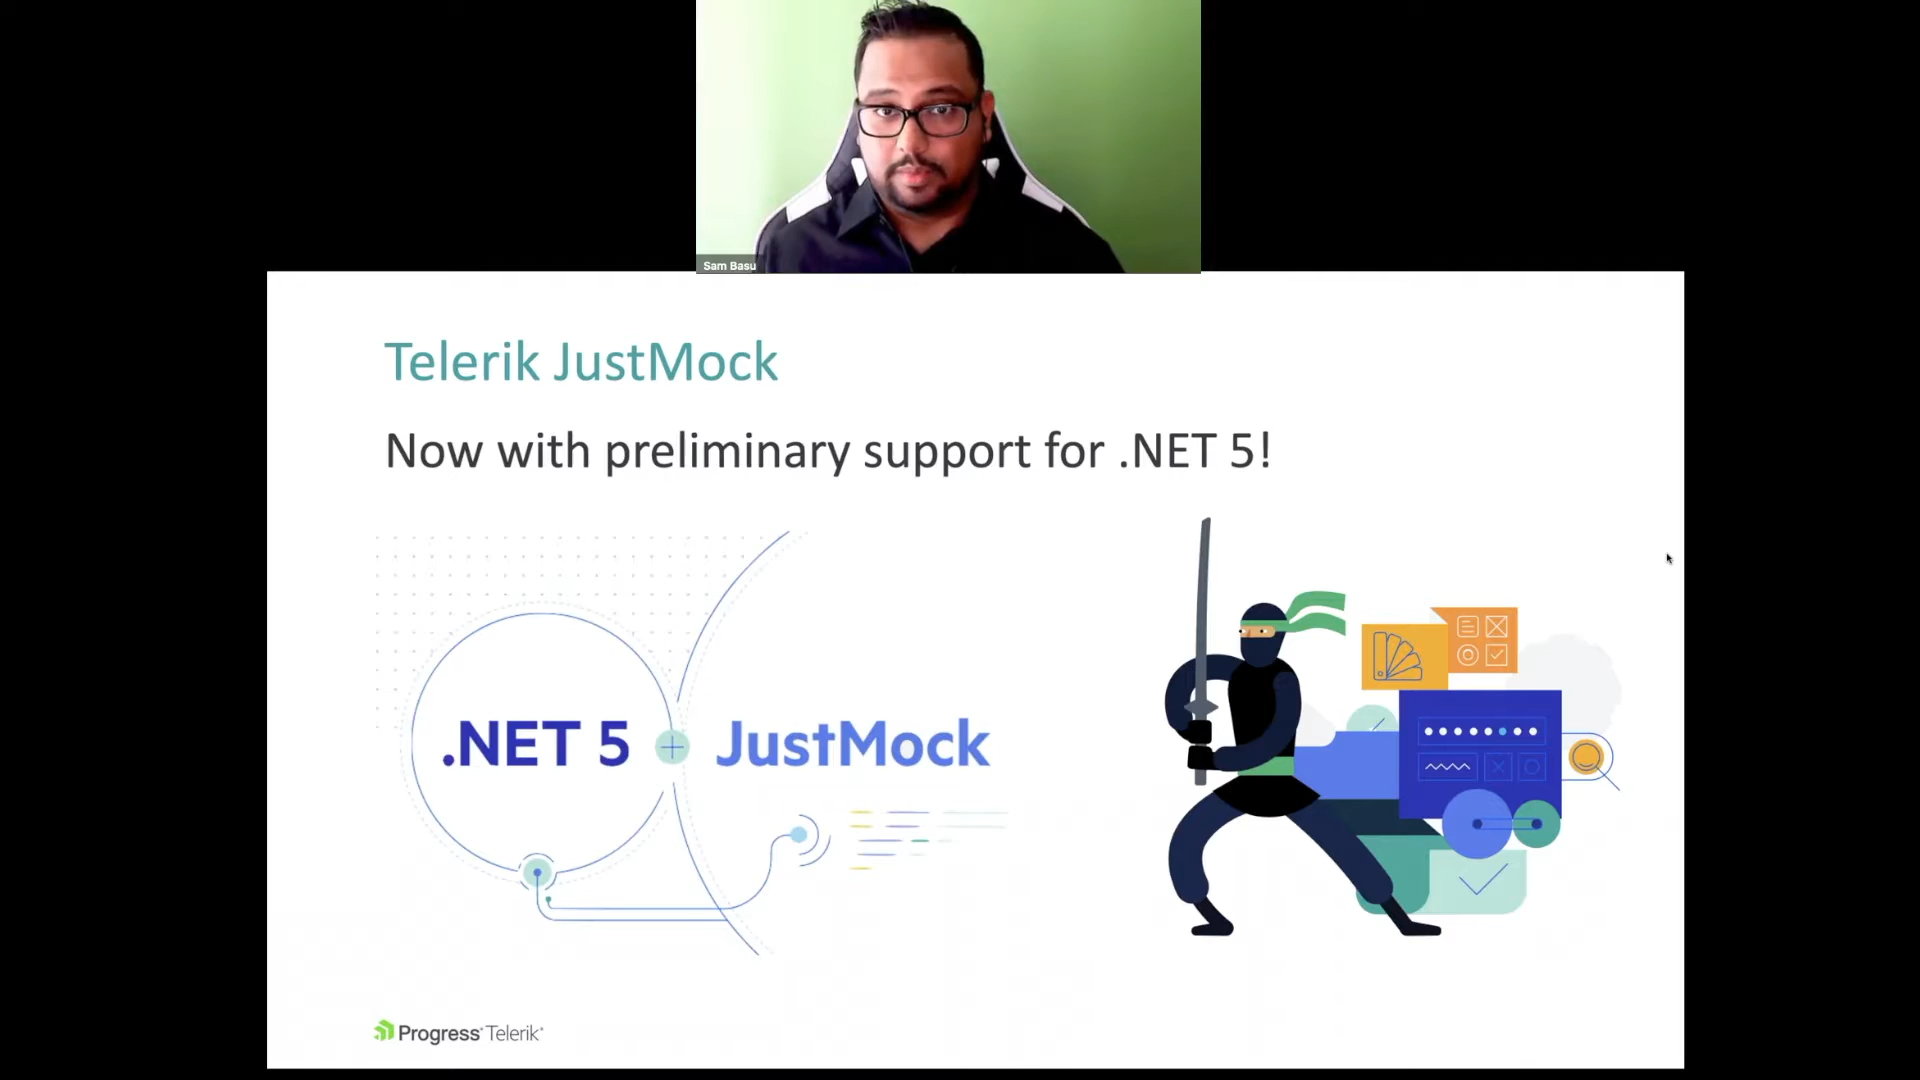 Sam Basu
Telerik JustMock
Now with preliminary support for .NET 5!
.NET 5
JustMock
Progress Telerik